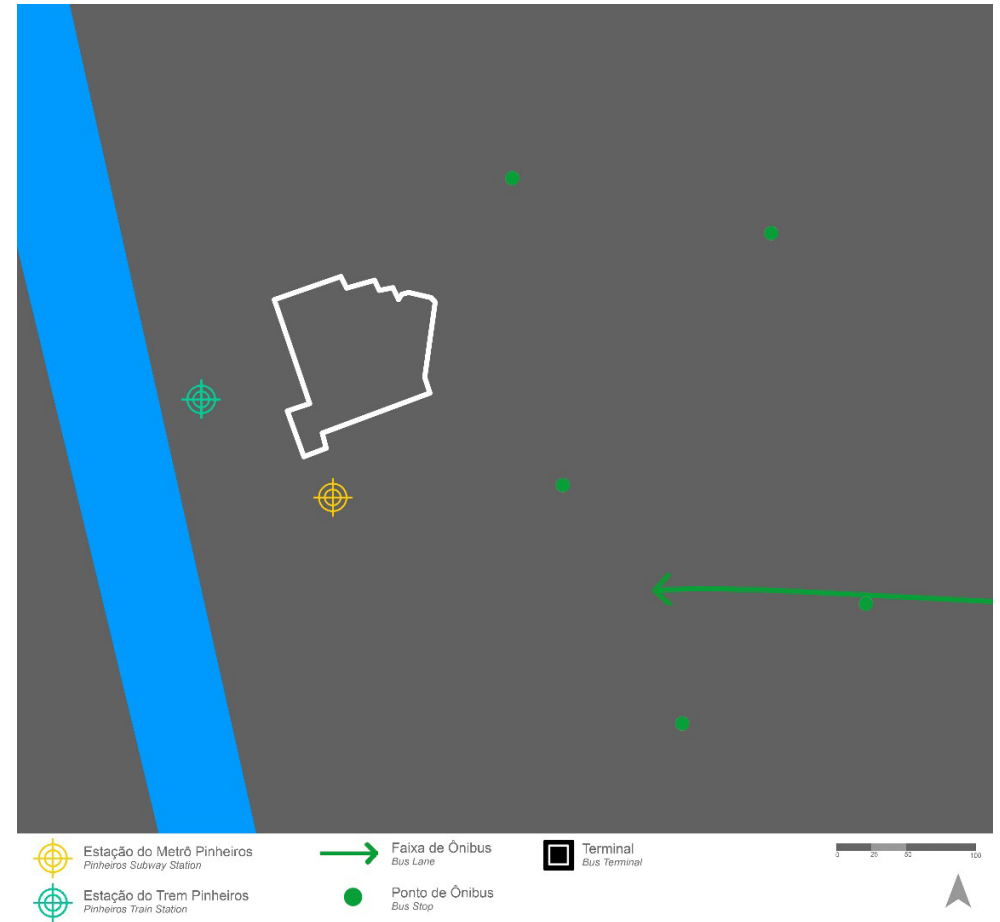 Estação do Metrô Pinheiros
Pinheiros Subway Station
Estação do Trem Pinheiros
Pinheiros Train Station
Faixa de Ônibus
Bus Lane
Ponto de Ônibus
Bus Stop
Terminal
Bus Terminal
0 25 50 100